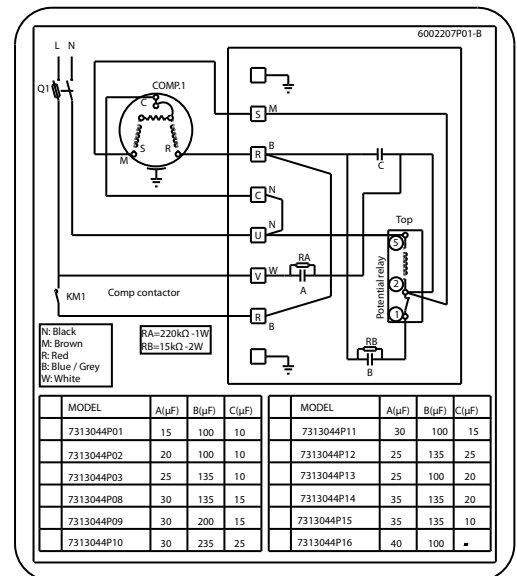 6002207P01-B
L N
Q1
COMP.1
C
S
M
R
S M
R B
C N
U N
V W
R B
RA
A
C
Top
5
2
1
Potential relay
RB
B
KM1
Comp contactor
N: Black
M: Brown
R: Red
B: Blue / Grey
W: White
RA=220kΩ -1W
RB=15kΩ -2W
MODEL A(µF) B(µF) C(µF)
7313044P01 15 100 10
7313044P02 20 100 10
7313044P03 25 135 10
7313044P08 30 135 15
7313044P09 30 200 15
7313044P10 30 235 25
MODEL A(µF) B(µF) C(µF)
7313044P11 30 100 15
7313044P12 25 135 25
7313044P13 25 100 20
7313044P14 35 135 20
7313044P15 35 135 10
7313044P16 40 100 -